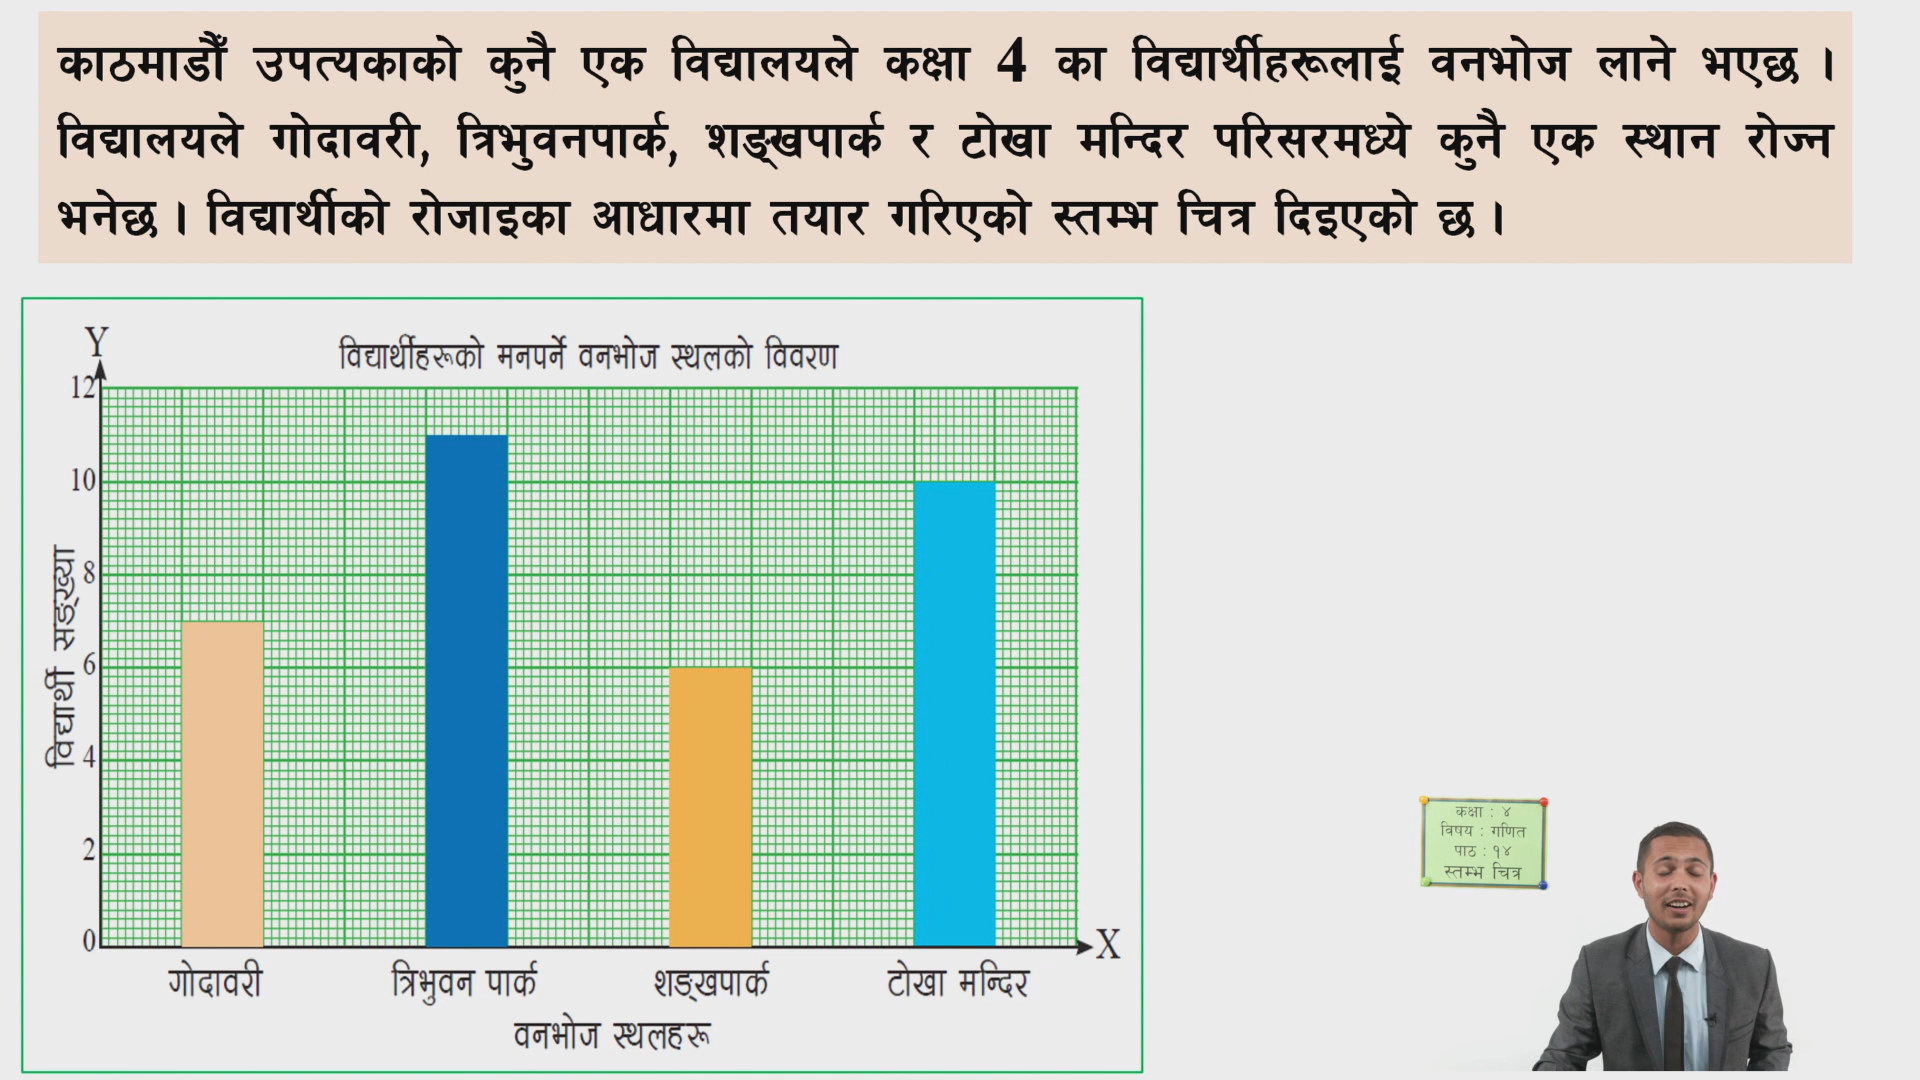 काठमाडौँ उपत्यकाको कुनै एक विद्यालयले कक्षा 4 का विद्यार्थीहरूलाई वनभोज लाने भएछ ।
विद्यालयले गोदावरी, त्रिभुवनपार्क, शङ्खपार्क र टोखा मन्दिर परिसरमध्ये कुनै एक स्थान रोज्न
भनेछ । विद्यार्थीको रोजाइका आधारमा तयार गरिएको स्तम्भ चित्र दिइएको छ ।
Y
विद्यार्थीहरूको मनपर्ने वनभोज स्थलको विवरण
12
10
8
6
4
2
0
विद्यार्थी सङ्ख्या
X
गोदावरी त्रिभुवन पार्क शङ्खपार्क टोखा मन्दिर
वनभोज स्थलहरू
कक्षा : ४
विषय : गणित
पाठ : १४
स्तम्भ चित्र